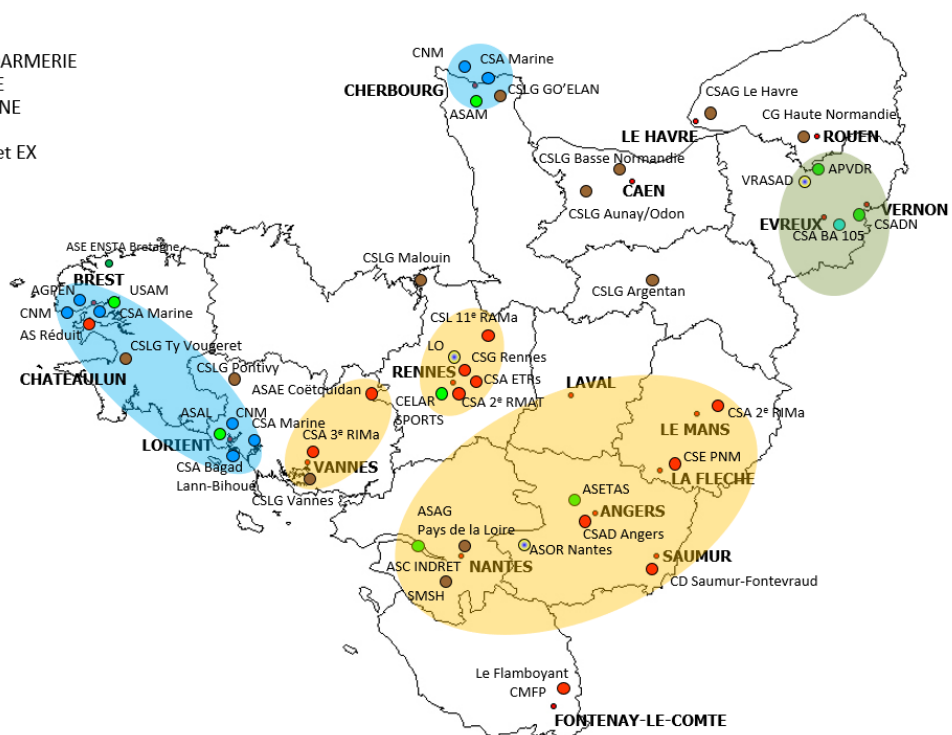 ARMERIE
E
NE
et EX
CNM
CSA Marine
CHERBOURG
CSLG GO’ELAN
ASAM
CSAG Le Havre
CG Haute Normandie
LE HAVRE
ROUEN
CSLG Basse Normandie
CAEN
CSLG Aunay/Odon
APVDR
VRASAD
VERNON
EVREUX
CSADN
CSA BA 105
ASE ENSTA Bretagne
BREST
AGPEN
USAM
CNM
CSA Marine
AS Réduit
CSLG Ty Vougeret
CHATEAULUN
CSLG Malouin
CSLG Argentan
CSL 11e RAMa
LO
CSG Rennes
RENNES
CSA ETRs
CELAR
SPORTS
CSA 2e RMAT
CSLG Pontivy
ASAE Coëtquidan
LAVAL
CSA 2e RIMa
LE MANS
ASAL
CNM
CSA Marine
LORIENT
CSA Bagad
Lann-Bihoué
CSA 3e RIMa
VANNES
CSLG Vannes
CSE PNM
LA FLECHE
ASETAS
ANGERS
CSAD Angers
ASAG
Pays de la Loire
ASOR Nantes
ASC INDRET
NANTES
SMSH
SAUMUR
CD Saumur-Fontevraud
Le Flamboyant
CMFP
FONTENAY-LE-COMTE